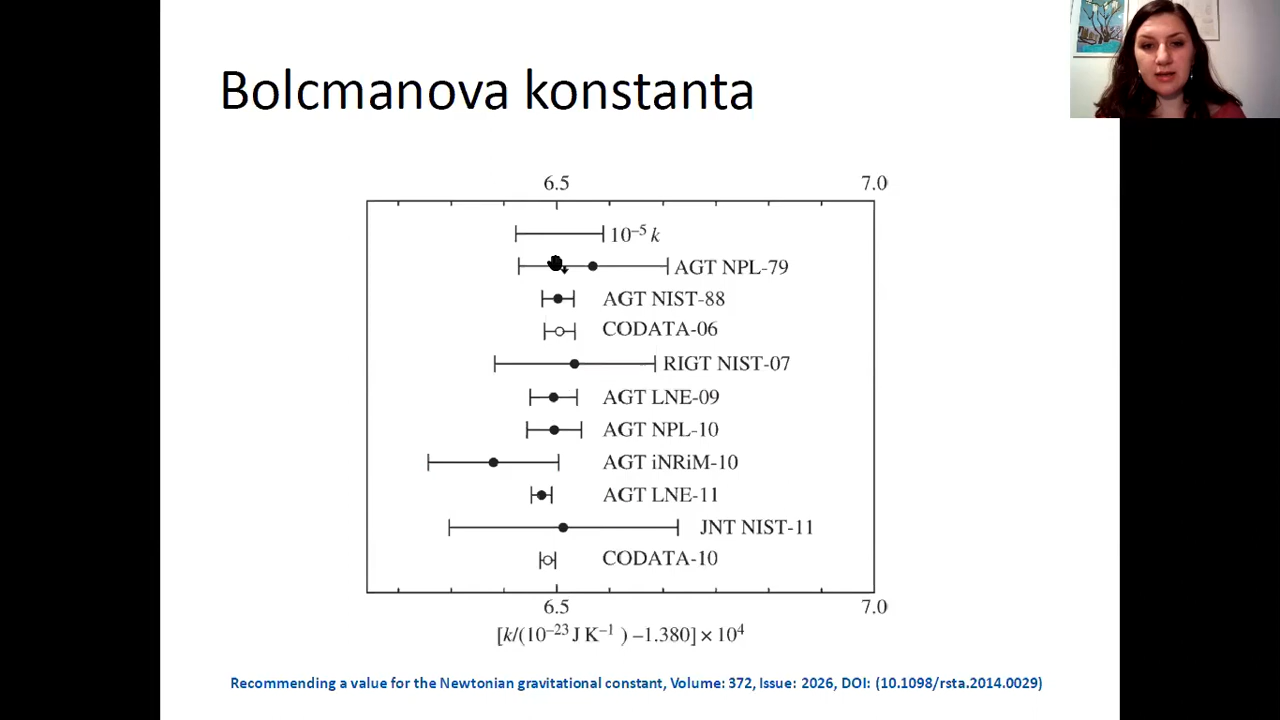 Bolcmanova konstanta
6.5 7.0
10⁻⁵ k
AGT NPL-79
AGT NIST-88
CODATA-06
RIGT NIST-07
AGT LNE-09
AGT NPL-10
AGT iNRiM-10
AGT LNE-11
JNT NIST-11
CODATA-10
6.5 7.0
[k/(10⁻²³ J K⁻¹ ) –1.380] × 10⁴
Recommending a value for the Newtonian gravitational constant, Volume: 372, Issue: 2026, DOI: (10.1098/rsta.2014.0029)